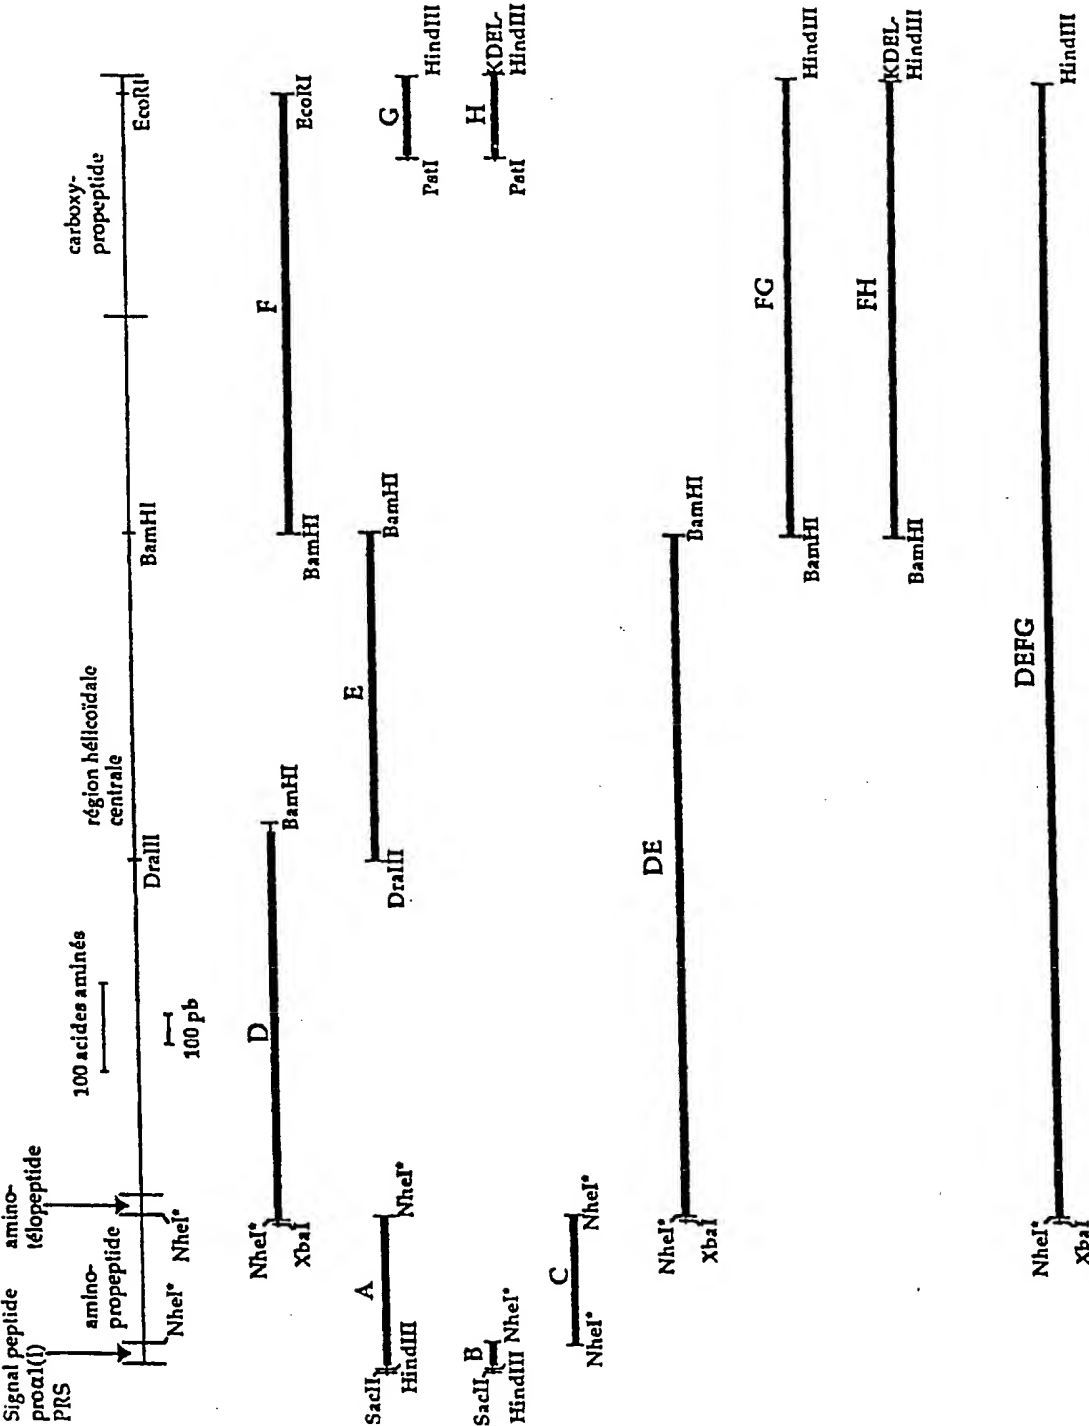 Signal peptide
proα1(I)
PRS
amino-
télopeptide
amino-
propeptide
NheI*
NheI*
100 acides aminés
100 pb
région hélicoïdale
centrale
DraIII
BamHI
carboxy-
propeptide
EcoRI
NheI*
XbaI
D
BamHI
BamHI
F
EcoRI
SacII
HindIII
A
NheI*
DraIII
E
BamHI
PstI
G
HindIII
SacII
HindIII
B
NheI*
PstI
H
KDEL-
HindIII
NheI*
C
NheI*
NheI*
XbaI
DE
BamHI
BamHI
FG
HindIII
BamHI
FH
KDEL-
HindIII
NheI*
XbaI
DEFG
HindIII